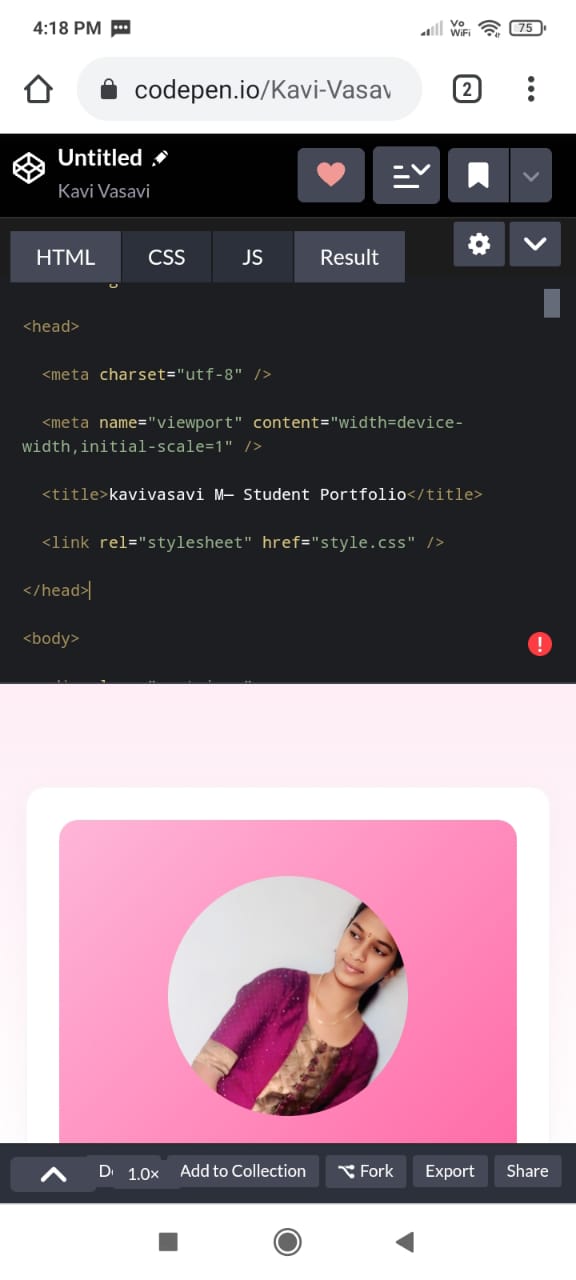 4:18 PM
Vo
WiFi
75
codepen.io/Kavi-Vasav
2
Untitled
Kavi Vasavi
HTML CSS JS Result
<head>
<meta charset="utf-8" />
<meta name="viewport" content="width=device-
width,initial-scale=1" />
<title>kavivasavi M— Student Portfolio</title>
<link rel="stylesheet" href="style.css" />
</head>
<body>
1.0× Add to Collection Fork Export Share